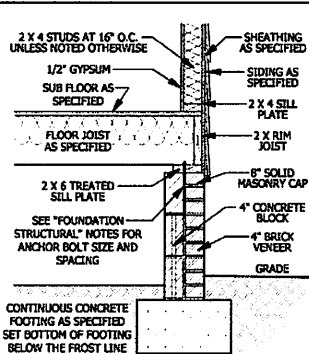 2 X 4 STUDS AT 16" O.C.
UNLESS NOTED OTHERWISE
1/2" GYPSUM
SUB FLOOR AS
SPECIFIED
FLOOR JOIST
AS SPECIFIED
2 X 6 TREATED
SILL PLATE
SEE "FOUNDATION
STRUCTURAL" NOTES FOR
ANCHOR BOLT SIZE AND
SPACING
CONTINUOUS CONCRETE
FOOTING AS SPECIFIED
SET BOTTOM OF FOOTING
BELOW THE FROST LINE
SHEATHING
AS SPECIFIED
SIDING AS
SPECIFIED
2 X 4 SILL
PLATE
2 X RIM
JOIST
8" SOLID
MASONRY CAP
4" CONCRETE
BLOCK
4" BRICK
VENEER
GRADE